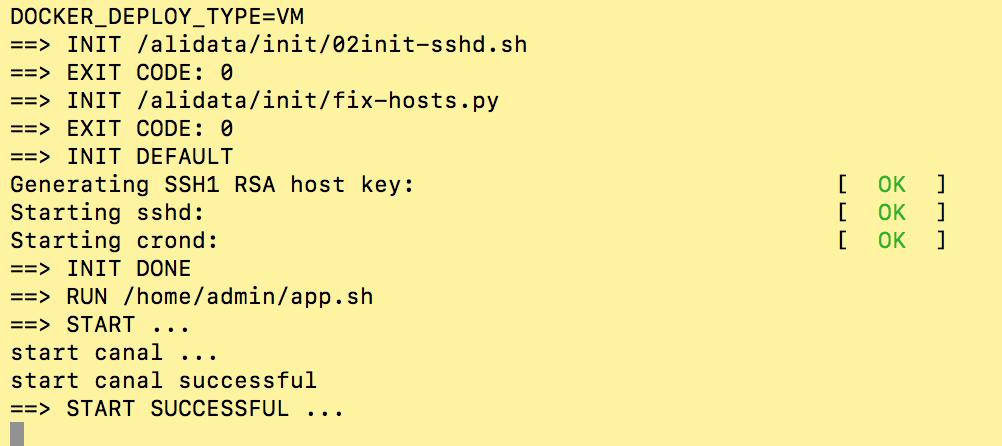 DOCKER_DEPLOY_TYPE=VM
==> INIT /alidata/init/02init-sshd.sh
==> EXIT CODE: 0
==> INIT /alidata/init/fix-hosts.py
==> EXIT CODE: 0
==> INIT DEFAULT
Generating SSH1 RSA host key:                              [  OK  ]
Starting sshd:                                             [  OK  ]
Starting crond:                                            [  OK  ]
==> INIT DONE
==> RUN /home/admin/app.sh
==> START ...
start canal ...
start canal successful
==> START SUCCESSFUL ...